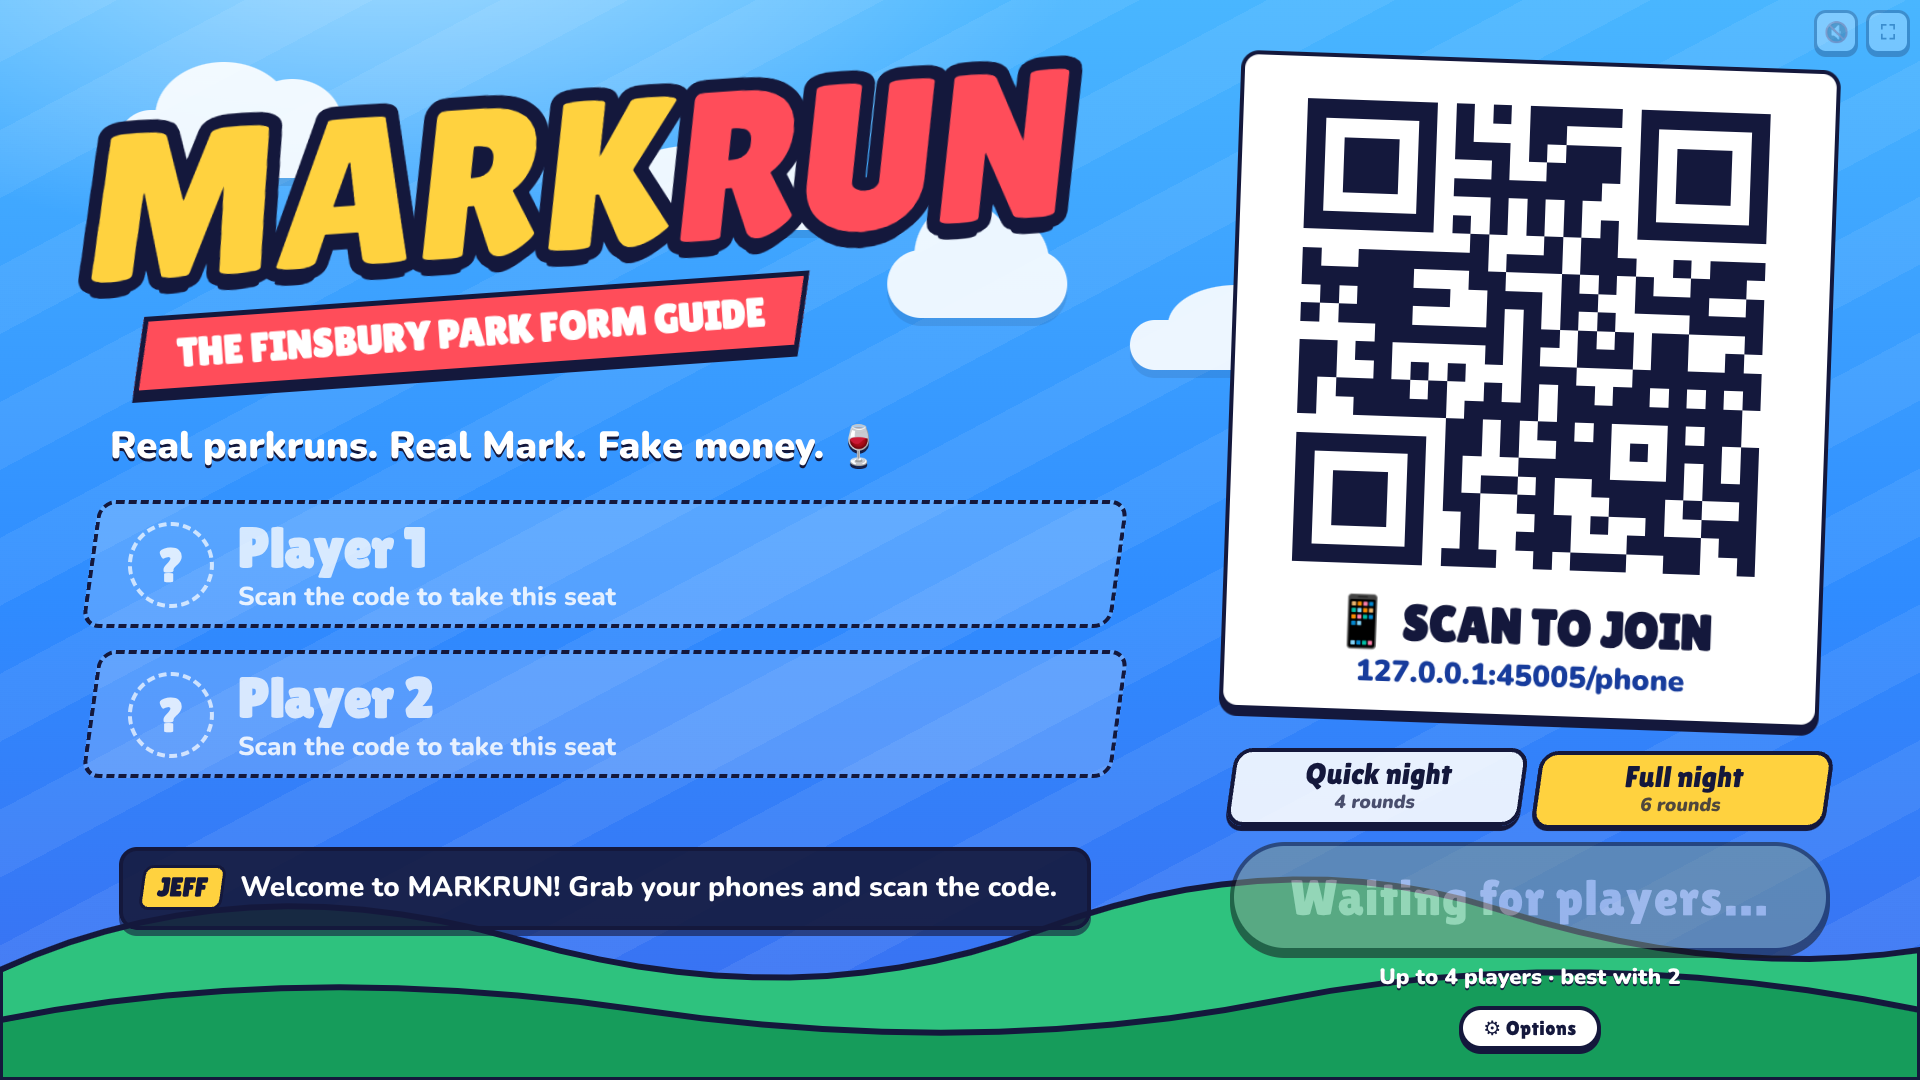 MARKRUN
THE FINSBURY PARK FORM GUIDE
Real parkruns. Real Mark. Fake money.
? Player 1
Scan the code to take this seat
? Player 2
Scan the code to take this seat
JEFF Welcome to MARKRUN! Grab your phones and scan the code.
SCAN TO JOIN
127.0.0.1:45005/phone
Quick night
4 rounds
Full night
6 rounds
Waiting for players...
Up to 4 players · best with 2
⚙ Options